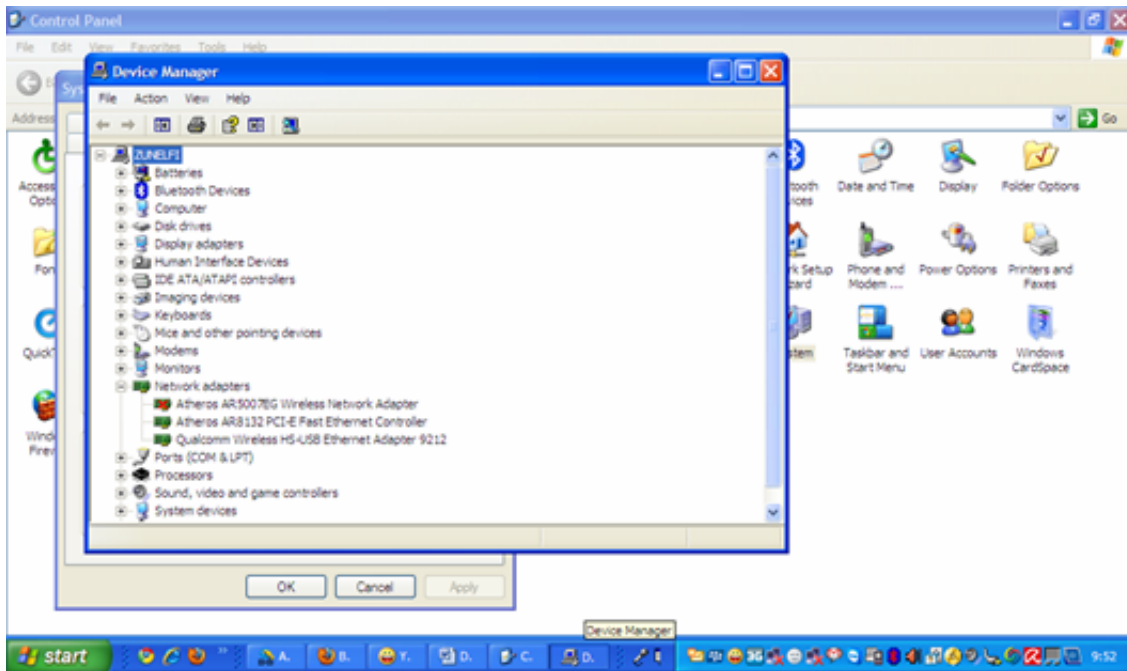 Control Panel
File Edit View Favorites Tools Help
Device Manager
File Action View Help
Address
Go
ZUNELFI
Batteries
Bluetooth Devices
Computer
Disk drives
Display adapters
Human Interface Devices
IDE ATA/ATAPI controllers
Imaging devices
Keyboards
Mice and other pointing devices
Modems
Monitors
Network adapters
Atheros AR5007EG Wireless Network Adapter
Atheros AR8132 PCI-E Fast Ethernet Controller
Qualcomm Wireless HS-USB Ethernet Adapter 9212
Ports (COM & LPT)
Processors
Sound, video and game controllers
System devices
Date and Time
Display
Folder Options
Phone and Modem ...
Power Options
Printers and Faxes
Taskbar and Start Menu
User Accounts
Windows CardSpace
OK Cancel Apply
Device Manager
start A. B. Y. D. C. D. 9:52